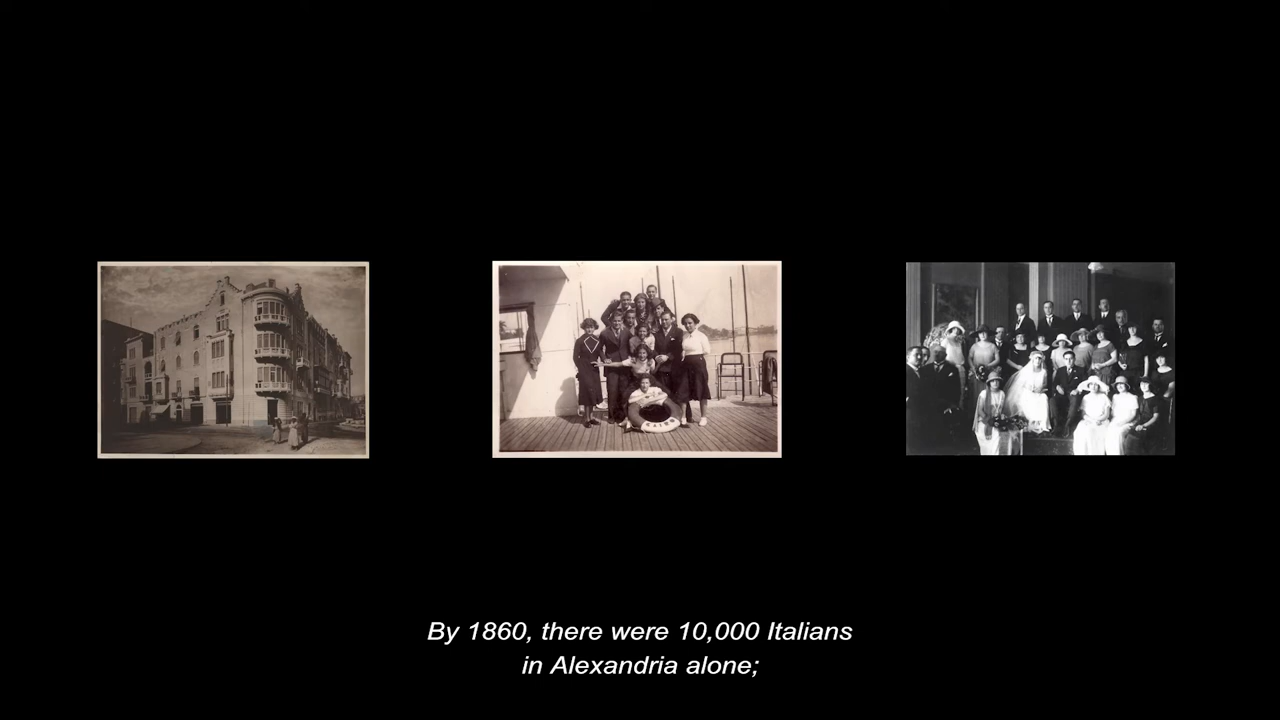 By 1860, there were 10,000 Italians
in Alexandria alone;